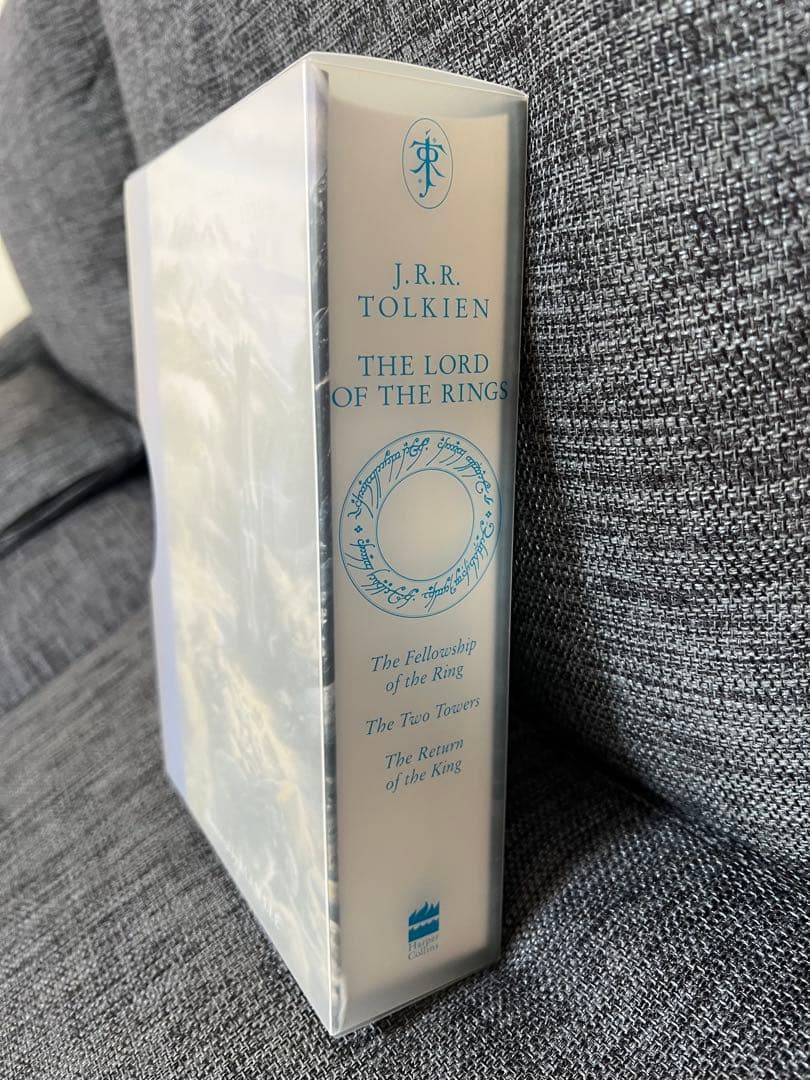 J.R.R.
TOLKIEN
THE LORD
OF THE RINGS
The Fellowship
of the Ring
The Two Towers
The Return
of the King
Harper
Collins